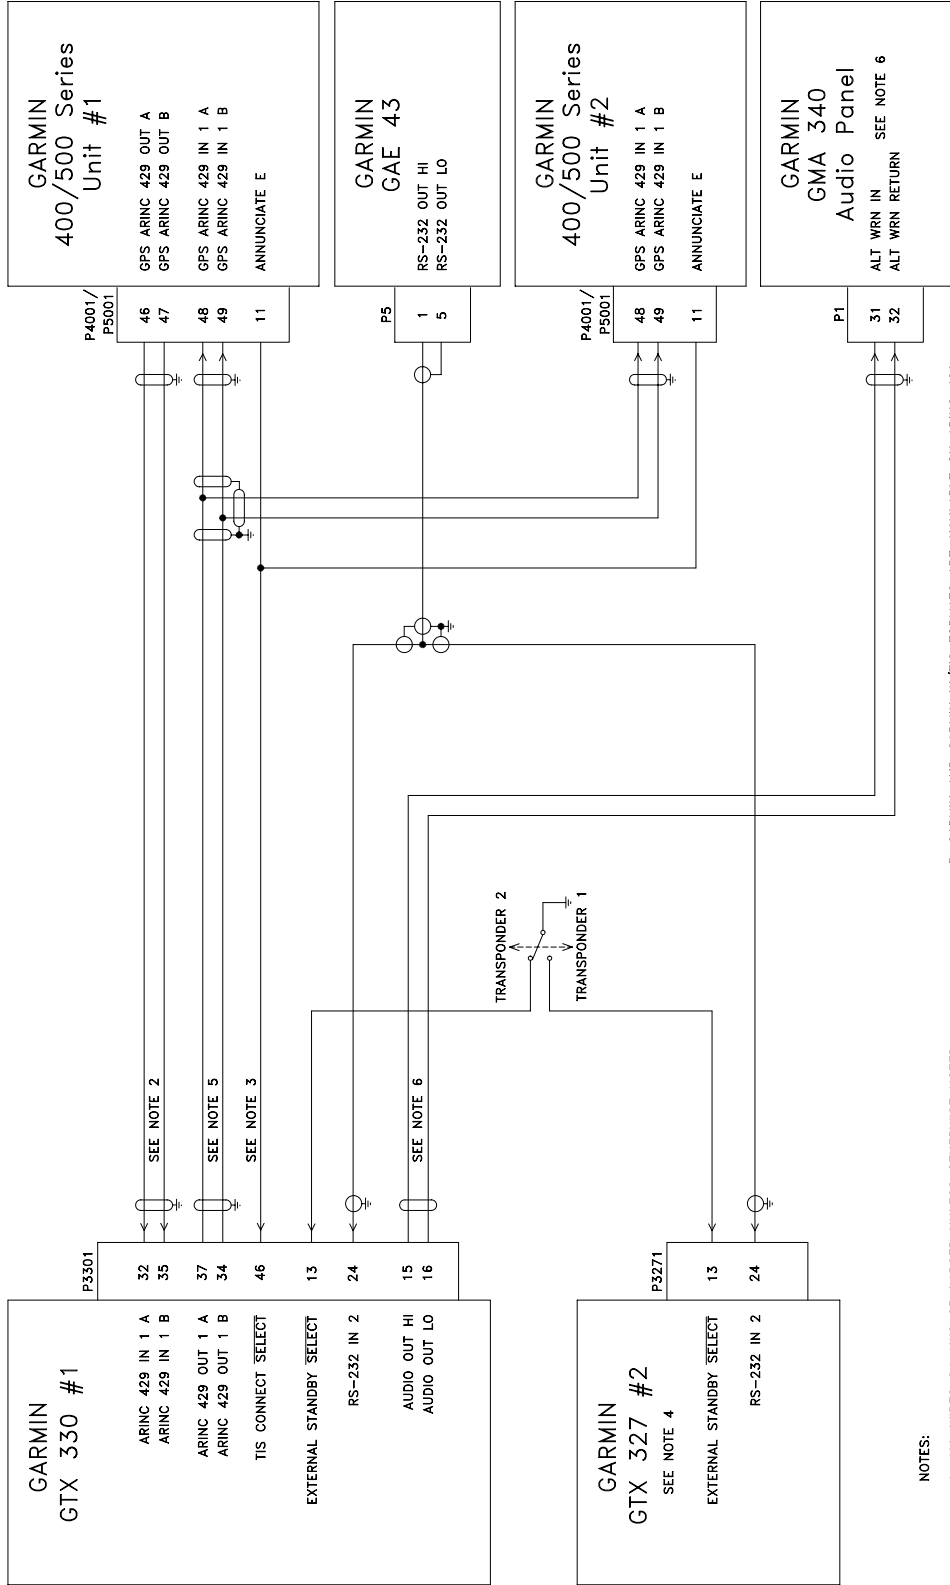 GARMIN
GTX 330 #1
ARINC 429 IN 1 A
ARINC 429 IN 1 B
ARINC 429 OUT 1 A
ARINC 429 OUT 1 B
TIS CONNECT SELECT
EXTERNAL STANDBY SELECT
RS-232 IN 2
AUDIO OUT HI
AUDIO OUT LO
P3301
32
35
37
34
46
13
24
15
16
SEE NOTE 2
SEE NOTE 5
SEE NOTE 3
SEE NOTE 6
GARMIN
400/500 Series
Unit #1
GPS ARINC 429 OUT A
GPS ARINC 429 OUT B
GPS ARINC 429 IN 1 A
GPS ARINC 429 IN 1 B
ANNUNCIATE E
P4001/
P5001
46
47
48
49
11
GARMIN
GAE 43
RS-232 OUT HI
RS-232 OUT LO
P5
1
5
TRANSPONDER 2
TRANSPONDER 1
GARMIN
400/500 Series
Unit #2
GPS ARINC 429 IN 1 A
GPS ARINC 429 IN 1 B
ANNUNCIATE E
P4001/
P5001
48
49
11
GARMIN
GTX 327 #2
SEE NOTE 4
EXTERNAL STANDBY SELECT
RS-232 IN 2
P3271
13
24
GARMIN
GMA 340
Audio Panel
ALT WRN IN
ALT WRN RETURN
SEE NOTE 6
P1
31
32
NOTES: